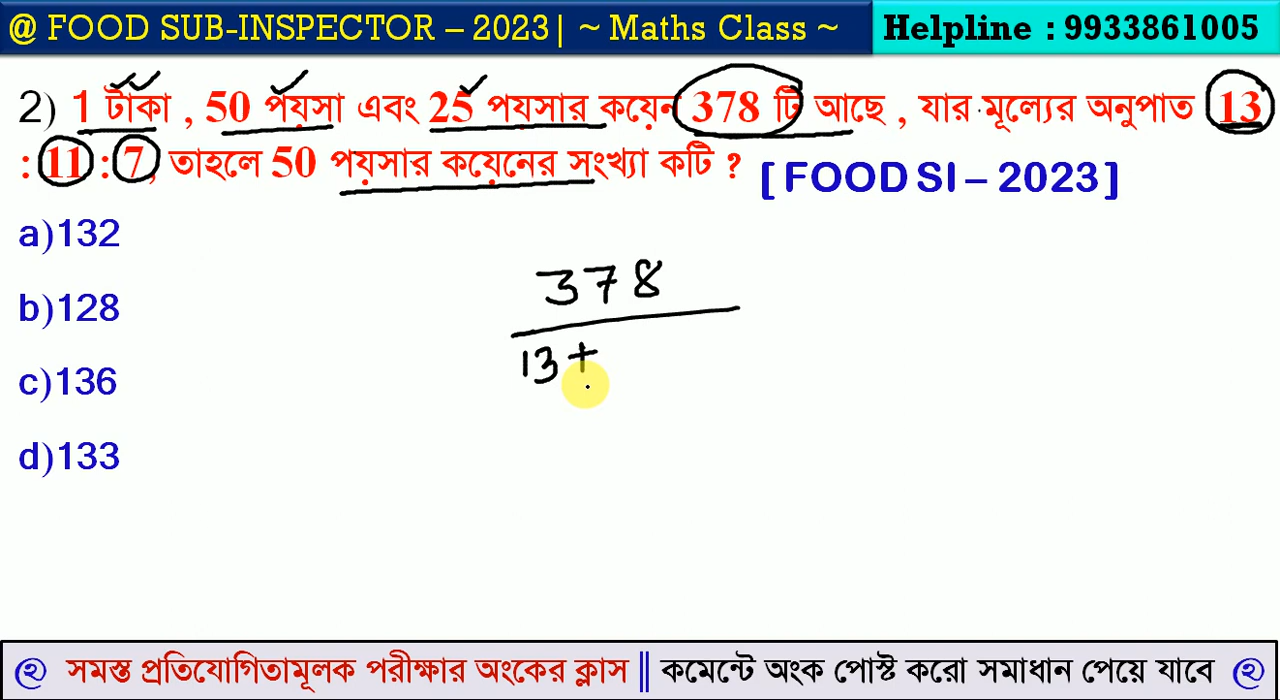 @ FOOD SUB-INSPECTOR – 2023| ~ Maths Class ~ Helpline : 9933861005
2) 1 টাকা , 50 পয়সা এবং 25 পয়সার কয়েন 378 টি আছে , যার মূল্যের অনুপাত 13
: 11 : 7, তাহলে 50 পয়সার কয়েনের সংখ্যা কটি ? [ FOOD SI – 2023 ]
a)132
b)128
c)136
d)133
378
13 +
সমস্ত প্রতিযোগিতামূলক পরীক্ষার অংকের ক্লাস || কমেন্টে অংক পোস্ট করো সমাধান পেয়ে যাবে